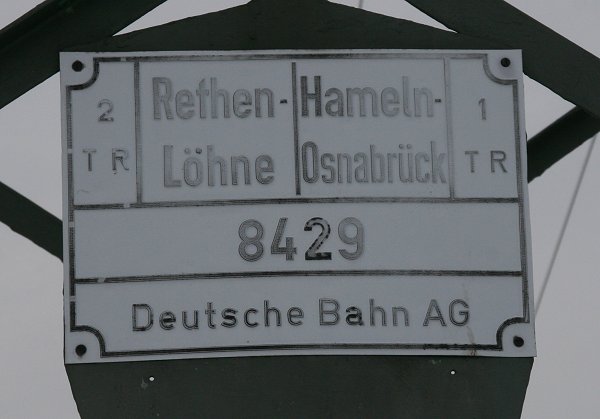 2 Rethen- Hameln- 1
TR Löhne Osnabrück TR
8429
Deutsche Bahn AG